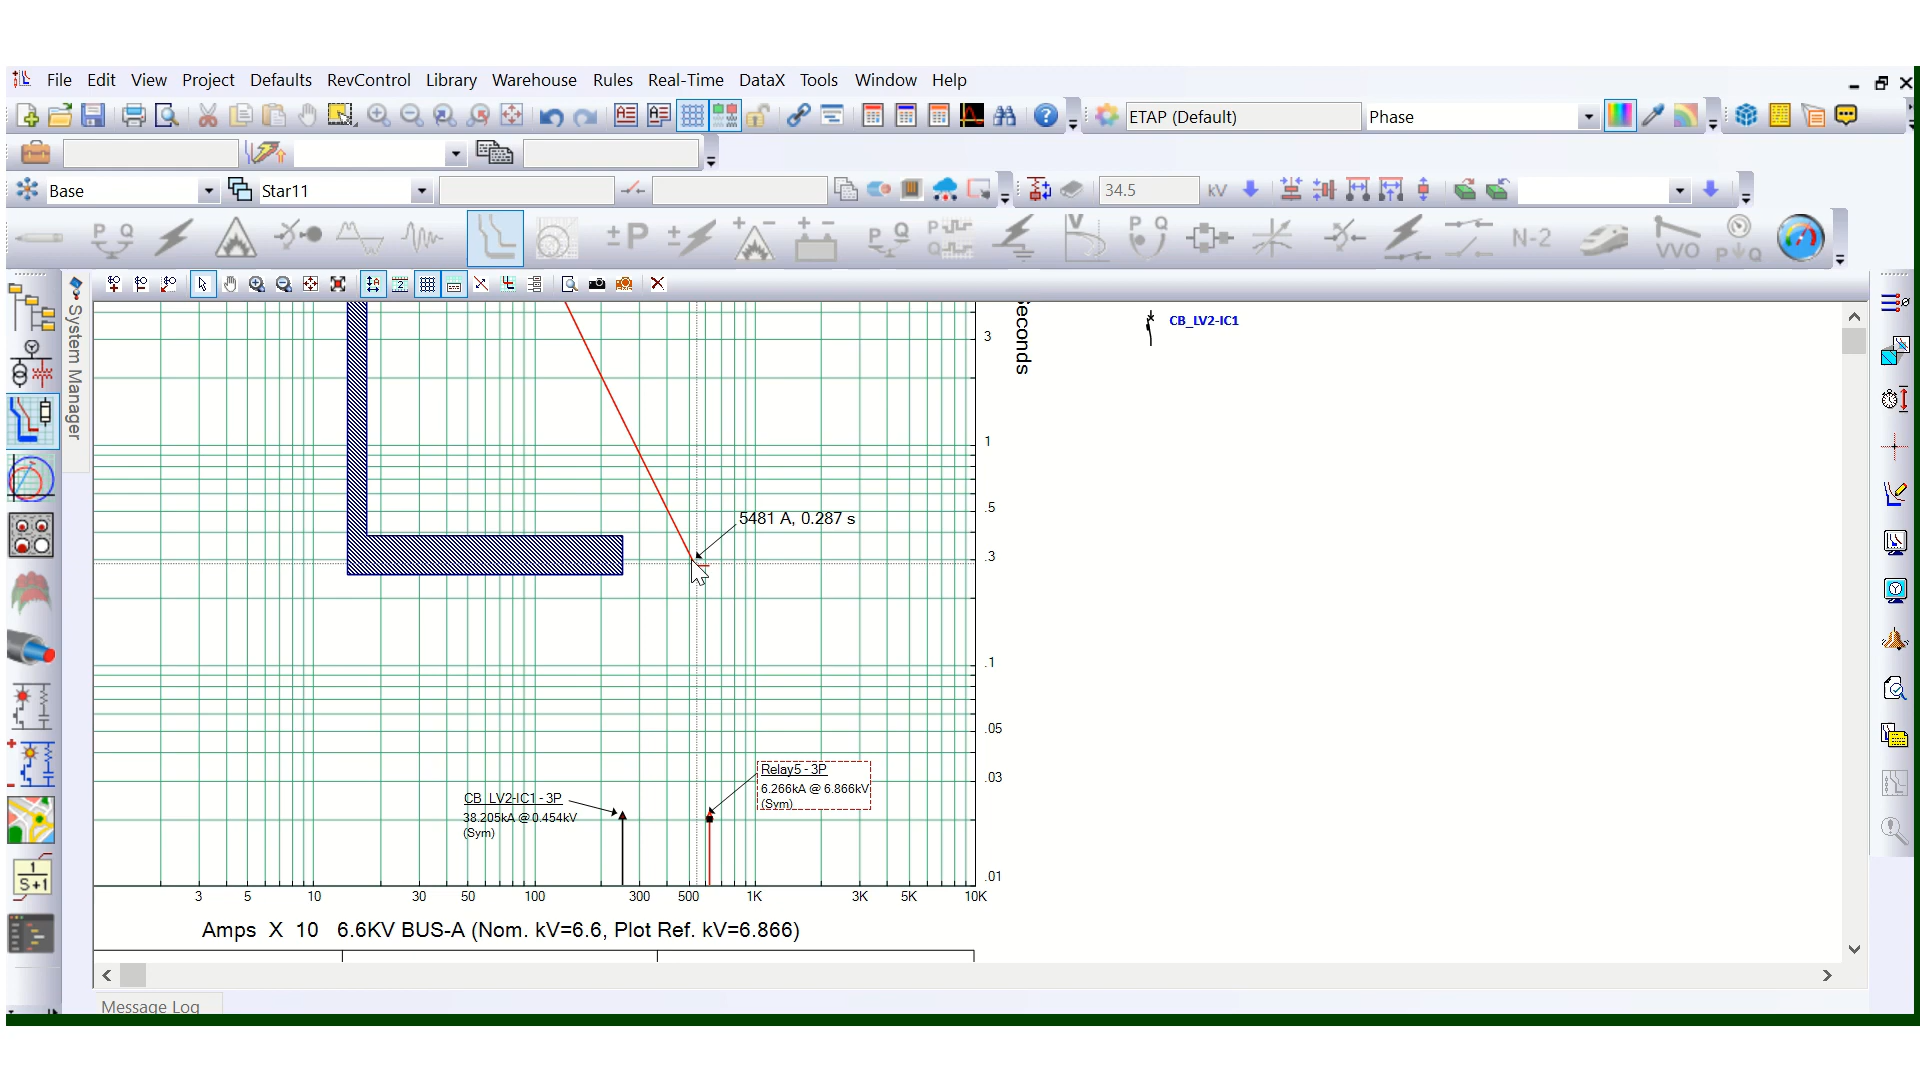 File Edit View Project Defaults RevControl Library Warehouse Rules Real-Time DataX Tools Window Help
ETAP (Default) Phase
Base Star11 34.5 kV
P Q ± P P Q P Q V P Q N-2 VVO P Q
System Manager
3
Seconds
CB_LV2-IC1
1
.5
5481 A, 0.287 s
.3
.1
.05
Relay5 - 3P
6.266kA @ 6.866kV
(Sym)
.03
CB_LV2-IC1 - 3P
38.205kA @ 0.454kV
(Sym)
.01
3 5 10 30 50 100 300 500 1K 3K 5K 10K
Amps X 10 6.6KV BUS-A (Nom. kV=6.6, Plot Ref. kV=6.866)
1
S+1
Message Log